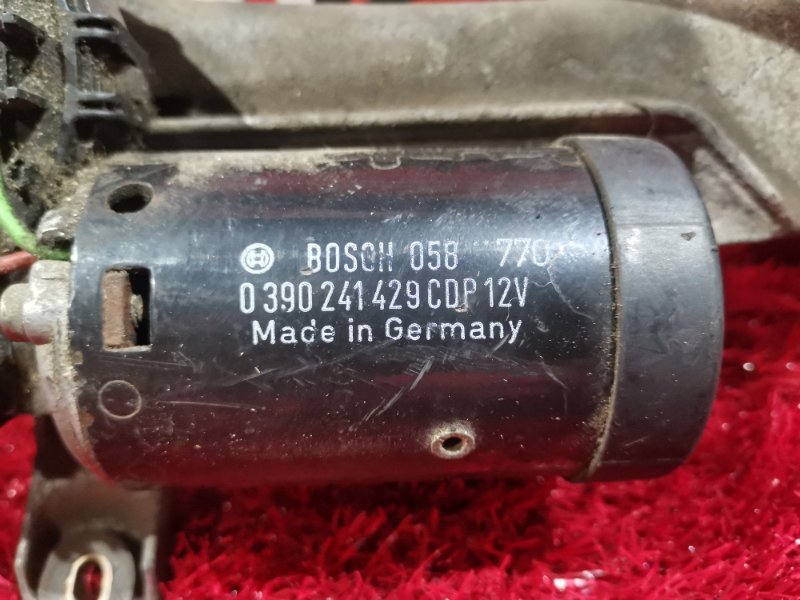 BOSCH 058 770
0 390 241 429 CDP 12V
Made in Germany